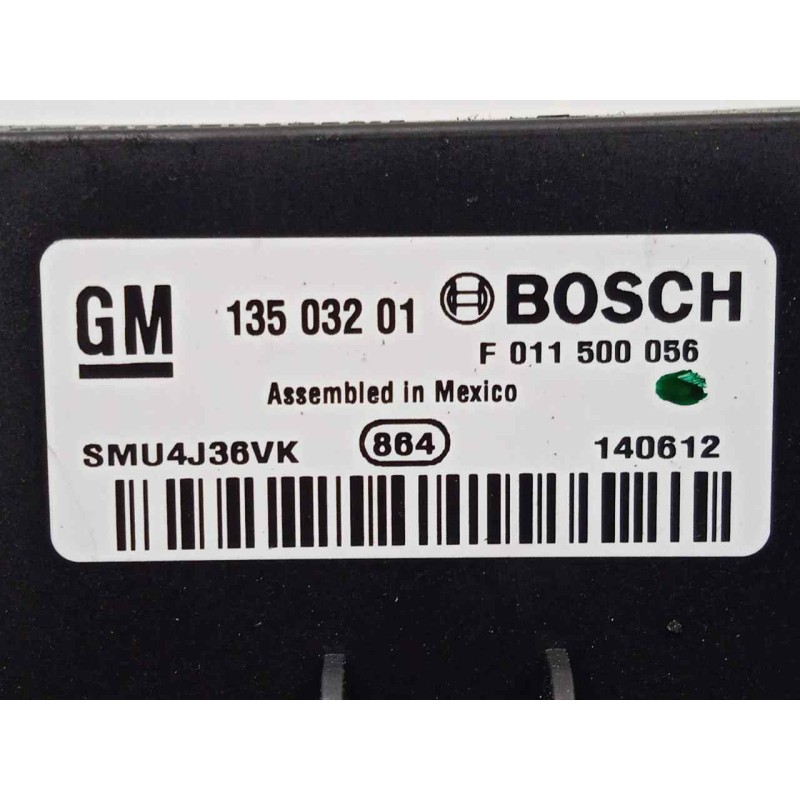 GM 135 032 01 BOSCH
F 011 500 056
Assembled in Mexico
SMU4J36VK 864 140612